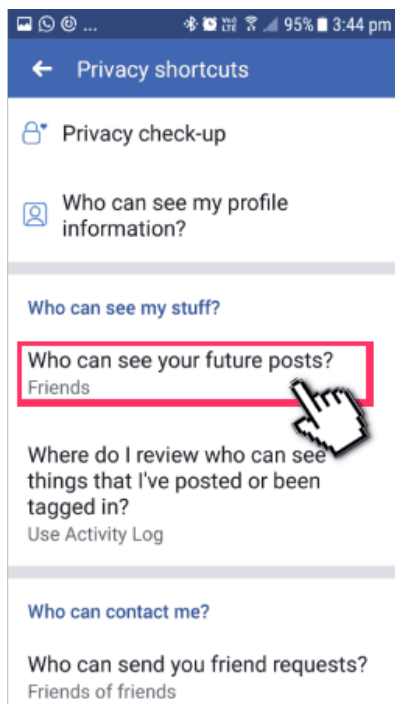 ... 95% 3:44 pm
Privacy shortcuts
Privacy check-up
Who can see my profile
information?
Who can see my stuff?
Who can see your future posts?
Friends
Where do I review who can see
things that I've posted or been
tagged in?
Use Activity Log
Who can contact me?
Who can send you friend requests?
Friends of friends